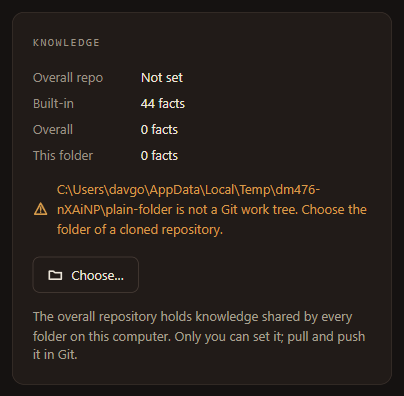 KNOWLEDGE
Overall repo Not set
Built-in 44 facts
Overall 0 facts
This folder 0 facts
C:\Users\davgo\AppData\Local\Temp\dm476-
nXAiNP\plain-folder is not a Git work tree. Choose the
folder of a cloned repository.
Choose...
The overall repository holds knowledge shared by every
folder on this computer. Only you can set it; pull and push
it in Git.